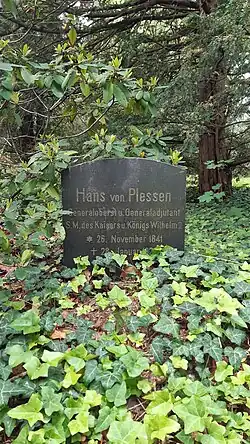 Hans von Plessen
Generaloberst u. Generaladjutant
S.M. des Kaisers u. Königs Wilhelm II
* 26. November 1841